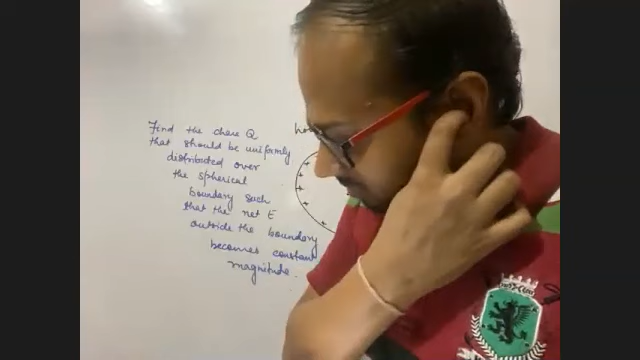 Find the chare Q
that should be uniformly
distributed over
the spherical
boundary such
that the net E
outside the boundary
becomes constant
magnitude.